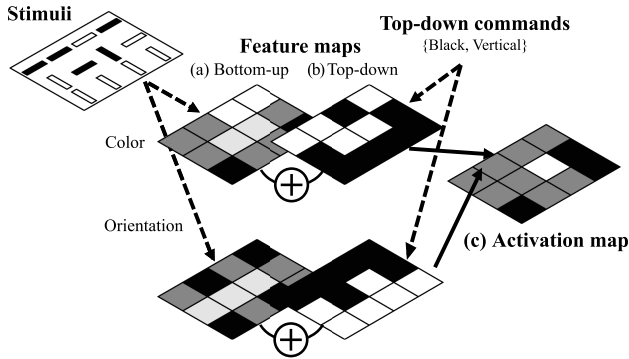 Stimuli
Top-down commands
{Black, Vertical}
Feature maps
(a) Bottom-up
(b) Top-down
Color
Orientation
(c) Activation map